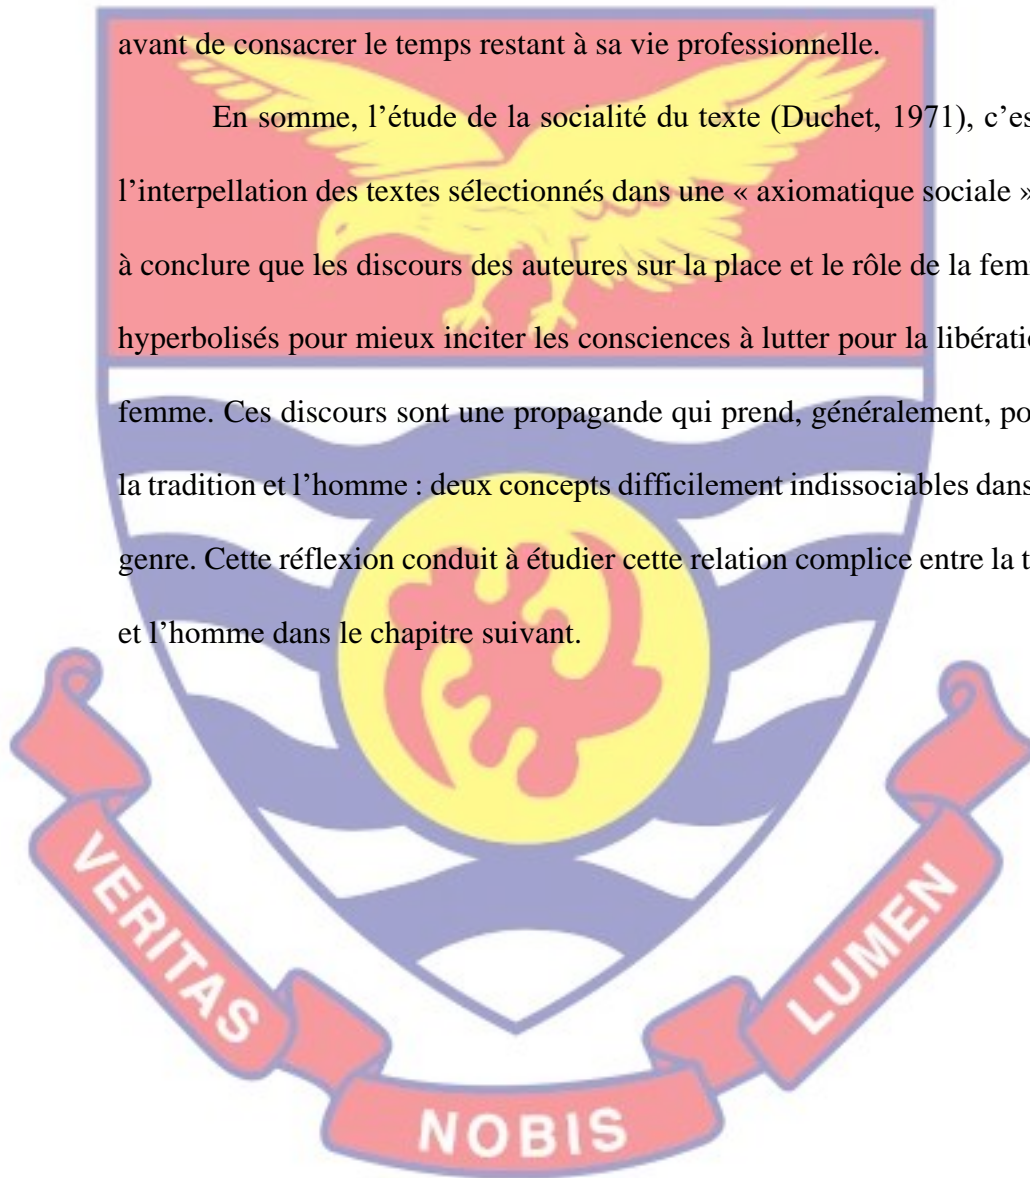 avant de consacrer le temps restant à sa vie professionnelle.
En somme, l’étude de la socialité du texte (Duchet, 1971), c’es
l’interpellation des textes sélectionnés dans une « axiomatique sociale »
à conclure que les discours des auteures sur la place et le rôle de la fem
hyperbolisés pour mieux inciter les consciences à lutter pour la libératio
femme. Ces discours sont une propagande qui prend, généralement, po
la tradition et l’homme : deux concepts difficilement indissociables dans
genre. Cette réflexion conduit à étudier cette relation complice entre la t
et l’homme dans le chapitre suivant.
VERITAS
NOBIS
LUMEN